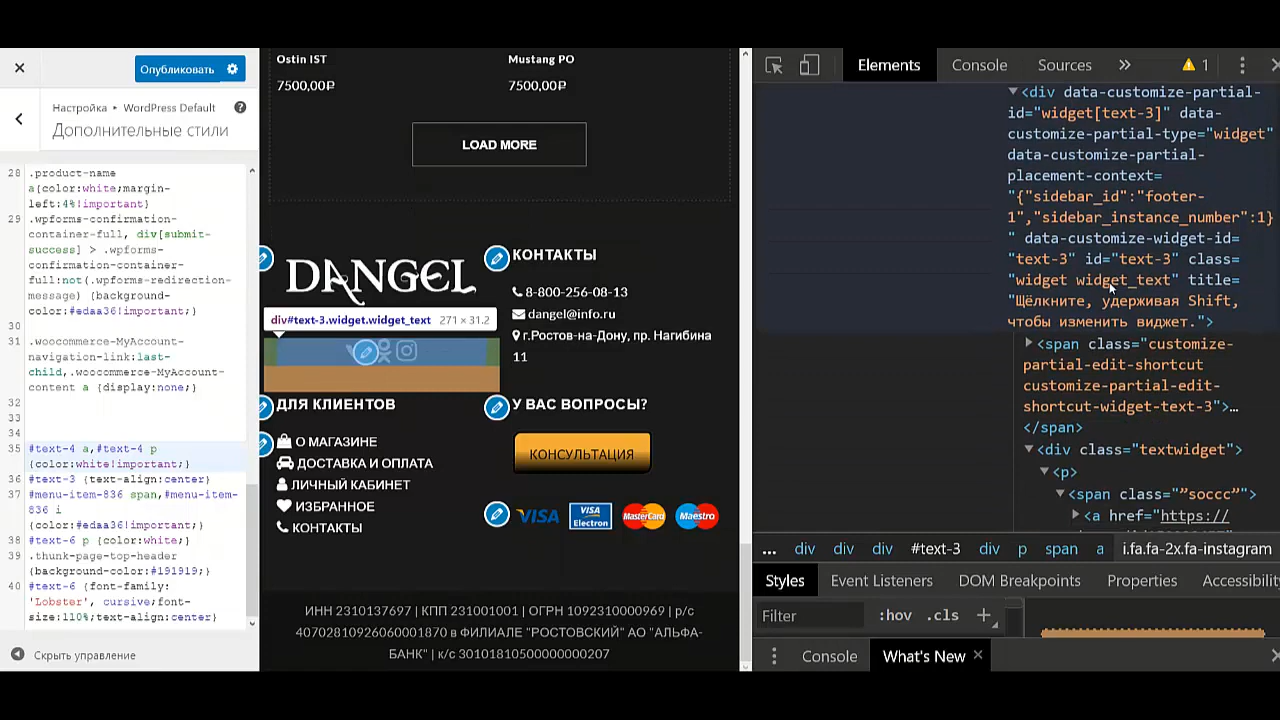 Опубликовать
Настройка ▸ WordPress Default
Дополнительные стили
28
.product-name
a{color:white;margin-
left:4%!important}
29
.wpforms-confirmation-
container-full, div[submit-
success] > .wpforms-
confirmation-container-
full:not(.wpforms-redirection-
message) {background-
color:#edaa36!important;}
30
31
.woocommerce-MyAccount-
navigation-link:last-
child,.woocommerce-MyAccount-
content a {display:none;}
32
33
34
35
#text-4 a,#text-4 p
{color:white!important;}
36 #text-3 {text-align:center}
37 #menu-item-836 span,#menu-item-
836 i
{color:#edaa36!important;}
38 #text-6 p {color:white;}
39 .thunk-page-top-header
{background-color:#191919;}
40 #text-6 {font-family:
'Lobster', cursive;font-
size:110%;text-align:center}
Скрыть управление
Ostin IST
7500,00₽
Mustang PO
7500,00₽
LOAD MORE
DANGEL
div#text-3.widget.widget_text 271 × 31.2
КОНТАКТЫ
8-800-256-08-13
dangel@info.ru
г.Ростов-на-Дону, пр. Нагибина
11
ДЛЯ КЛИЕНТОВ
О МАГАЗИНЕ
ДОСТАВКА И ОПЛАТА
ЛИЧНЫЙ КАБИНЕТ
ИЗБРАННОЕ
КОНТАКТЫ
У ВАС ВОПРОСЫ?
КОНСУЛЬТАЦИЯ
VISA
VISA
Electron
MasterCard
Maestro
ИНН 2310137697 | КПП 231001001 | ОГРН 1092310000969 | р/с
40702810926060001870 в ФИЛИАЛЕ "РОСТОВСКИЙ" АО "АЛЬФА-
БАНК" | к/с 30101810500000000207
Elements Console Sources » 1
<div data-customize-partial-
id="widget[text-3]" data-
customize-partial-type="widget"
data-customize-partial-
placement-context=
"{"sidebar_id":"footer-
1","sidebar_instance_number":1}
" data-customize-widget-id=
"text-3" id="text-3" class=
"widget widget_text" title=
"Щёлкните, удерживая Shift,
чтобы изменить виджет.">
<span class="customize-
partial-edit-shortcut
customize-partial-edit-
shortcut-widget-text-3">…
</span>
<div class="textwidget">
<p>
<span class="”soccc”">
<a href="https://
... div div div #text-3 div p span a i.fa.fa-2x.fa-instagram
Styles Event Listeners DOM Breakpoints Properties Accessibility
Filter :hov .cls +
Console What's New